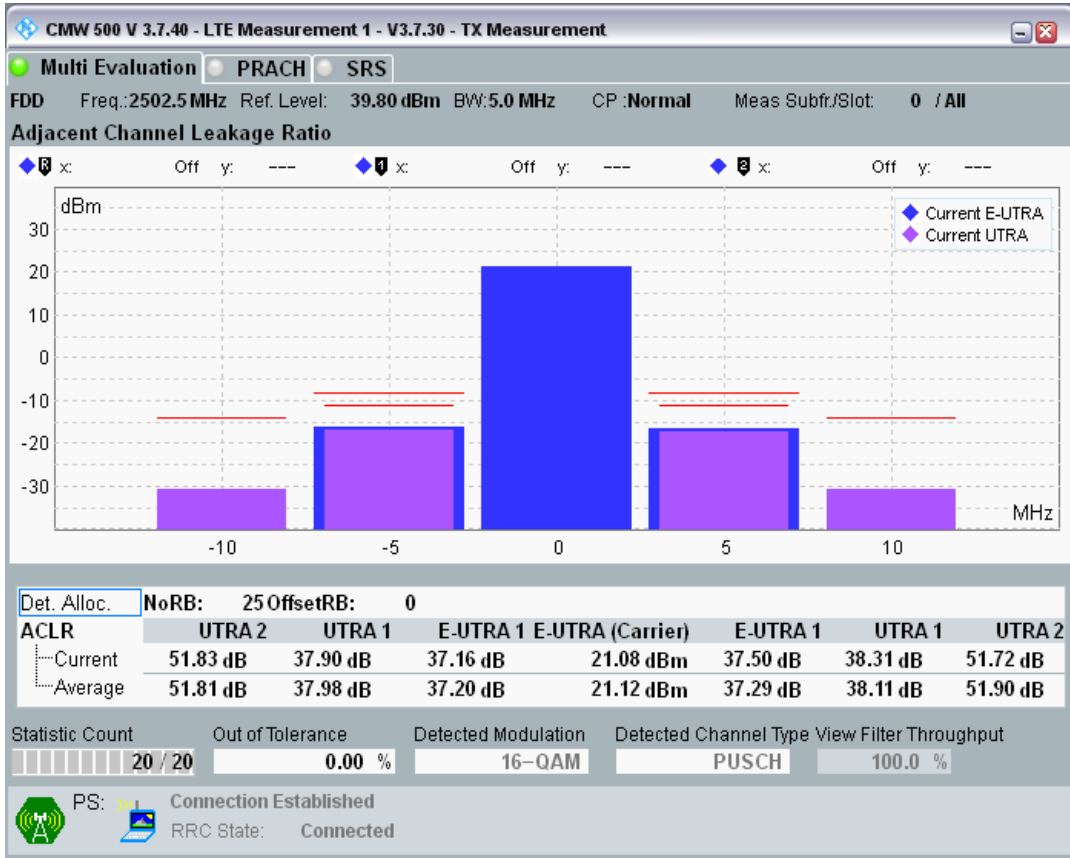 CMW 500 V 3.7.40 - LTE Measurement 1 - V3.7.30 - TX Measurement
Multi Evaluation PRACH SRS
FDD Freq.:2502.5 MHz Ref. Level: 39.80 dBm BW:5.0 MHz CP :Normal Meas Subfr./Slot: 0 / All
Adjacent Channel Leakage Ratio
R x: Off y: --- 1 x: Off y: --- 2 x: Off y: ---
dBm
Current E-UTRA
Current UTRA
30
20
10
0
-10
-20
-30
MHz
-10 -5 0 5 10
Det. Alloc. NoRB: 25 OffsetRB: 0
ACLR UTRA 2 UTRA 1 E-UTRA 1 E-UTRA (Carrier) E-UTRA 1 UTRA 1 UTRA 2
Current 51.83 dB 37.90 dB 37.16 dB 21.08 dBm 37.50 dB 38.31 dB 51.72 dB
Average 51.81 dB 37.98 dB 37.20 dB 21.12 dBm 37.29 dB 38.11 dB 51.90 dB
Statistic Count Out of Tolerance Detected Modulation Detected Channel Type View Filter Throughput
20 / 20 0.00 % 16-QAM PUSCH 100.0 %
PS: Connection Established
RRC State: Connected